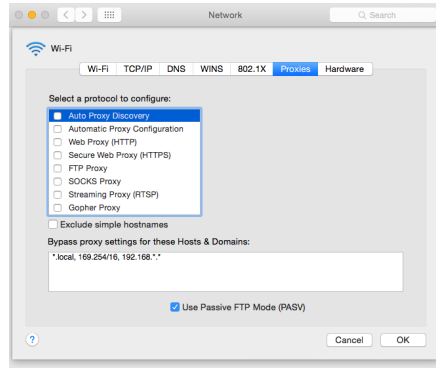 Network
Search
Wi-Fi
Wi-Fi TCP/IP DNS WINS 802.1X Proxies Hardware
Select a protocol to configure:
Auto Proxy Discovery
Automatic Proxy Configuration
Web Proxy (HTTP)
Secure Web Proxy (HTTPS)
FTP Proxy
SOCKS Proxy
Streaming Proxy (RTSP)
Gopher Proxy
Exclude simple hostnames
Bypass proxy settings for these Hosts & Domains:
*.local, 169.254/16, 192.168.*.*
Use Passive FTP Mode (PASV)
? Cancel OK